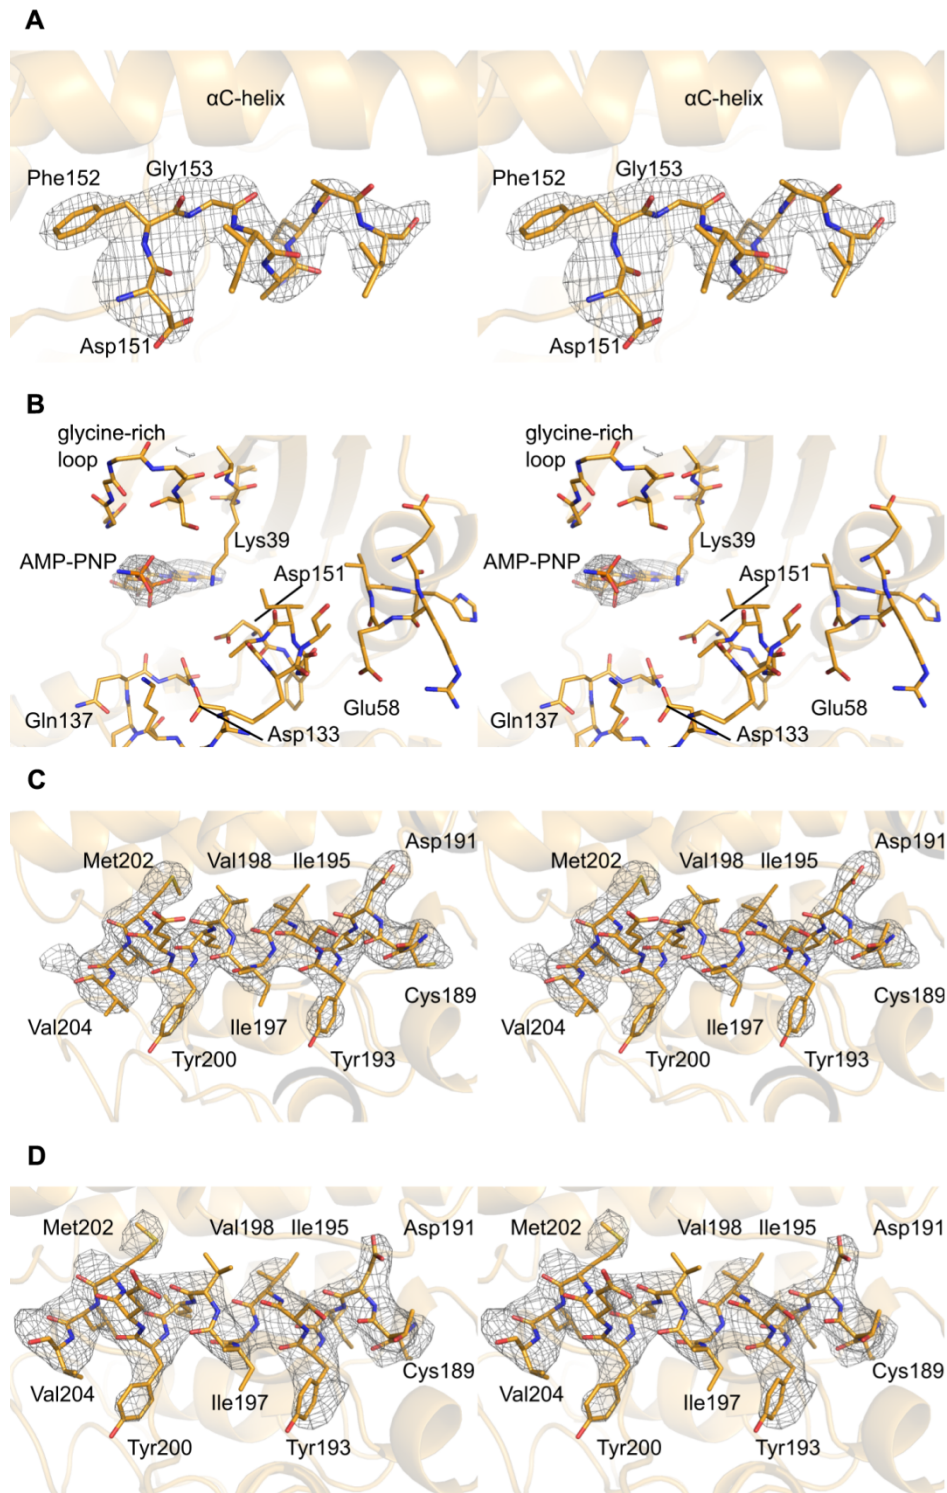 A
αC-helix αC-helix
Phe152 Gly153 Phe152 Gly153
Asp151 Asp151
B
glycine-rich glycine-rich
loop loop
Lys39 Lys39
AMP-PNP Asp151 AMP-PNP Asp151
Gln137 Glu58 Gln137 Glu58
Asp133 Asp133
C
Asp191 Asp191
Met202 Val198 Ile195 Met202 Val198 Ile195
Cys189 Cys189
Val204 Ile197 Val204 Ile197
Tyr200 Tyr193 Tyr200 Tyr193
D
Met202 Val198 Ile195 Asp191 Met202 Val198 Ile195 Asp191
Cys189 Cys189
Val204 Ile197 Val204 Ile197
Tyr200 Tyr193 Tyr200 Tyr193